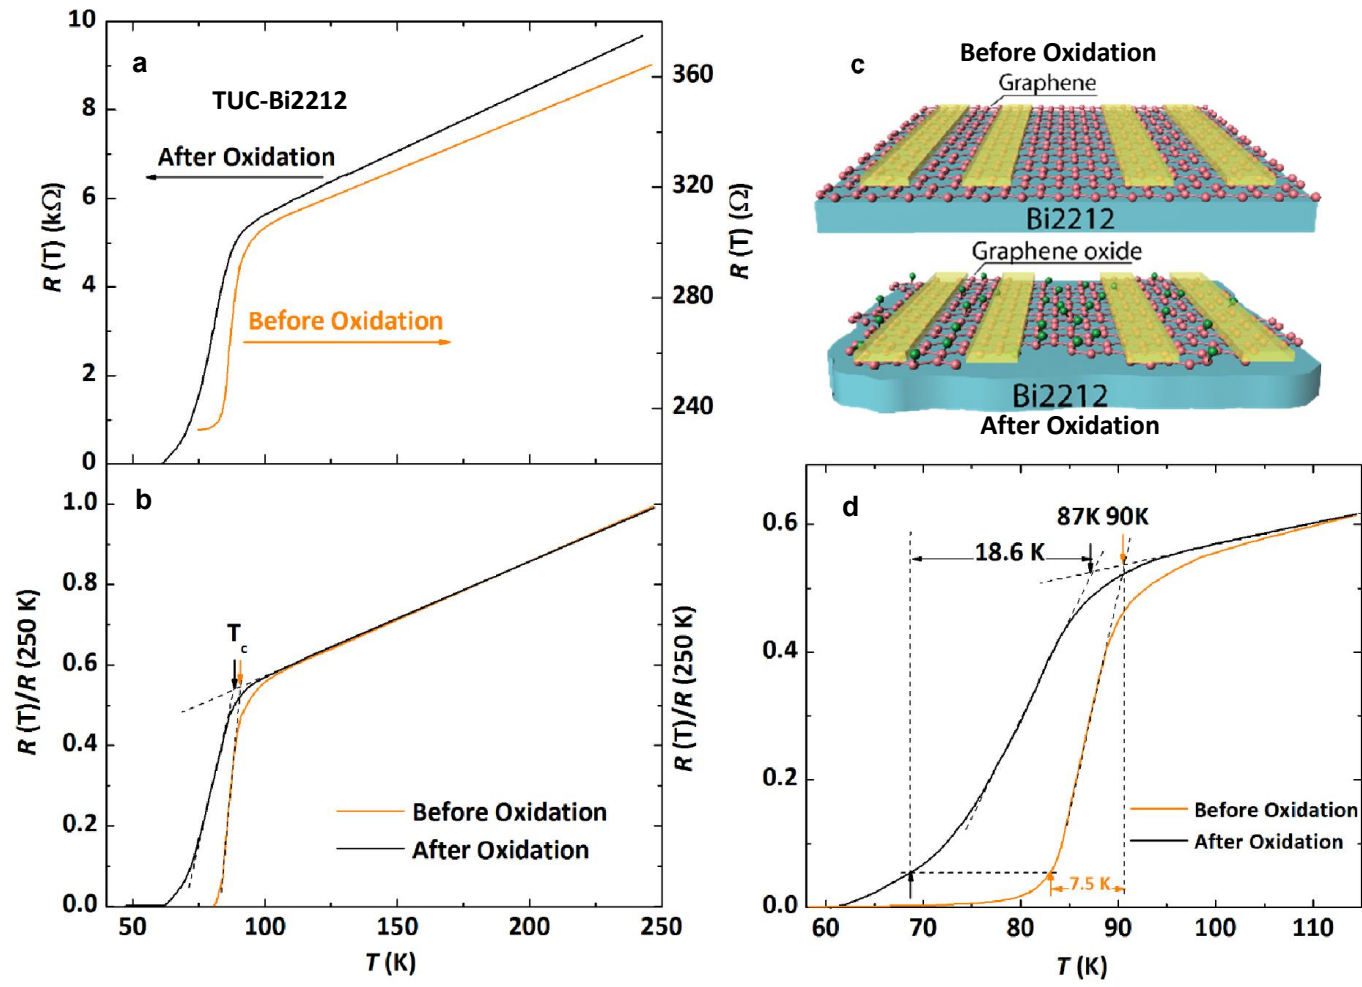 a
TUC-Bi2212
After Oxidation
Before Oxidation
R (T) (kΩ)
10
8
6
4
2
0
R (T) (Ω)
360
320
280
240
c
Before Oxidation
Graphene
Bi2212
Graphene oxide
Bi2212
After Oxidation
b
Tc
Before Oxidation
After Oxidation
R (T)/R (250 K)
1.0
0.8
0.6
0.4
0.2
0.0
50 100 150 200 250
T (K)
R (T)/R (250 K)
d
87K 90K
18.6 K
7.5 K
Before Oxidation
After Oxidation
0.6
0.4
0.2
0.0
60 70 80 90 100 110
T (K)